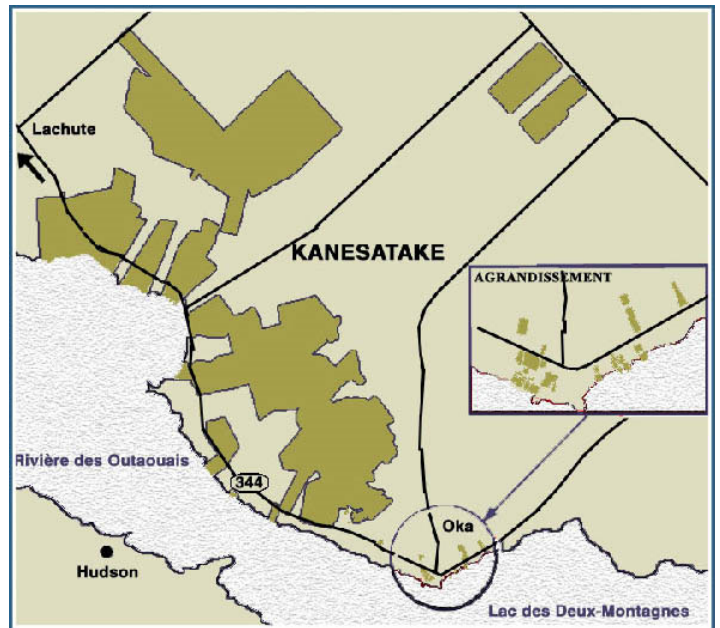 Lachute
KANESATAKE
AGRANDISSEMENT
Rivière des Outaouais
344
Oka
Hudson
Lac des Deux-Montagnes